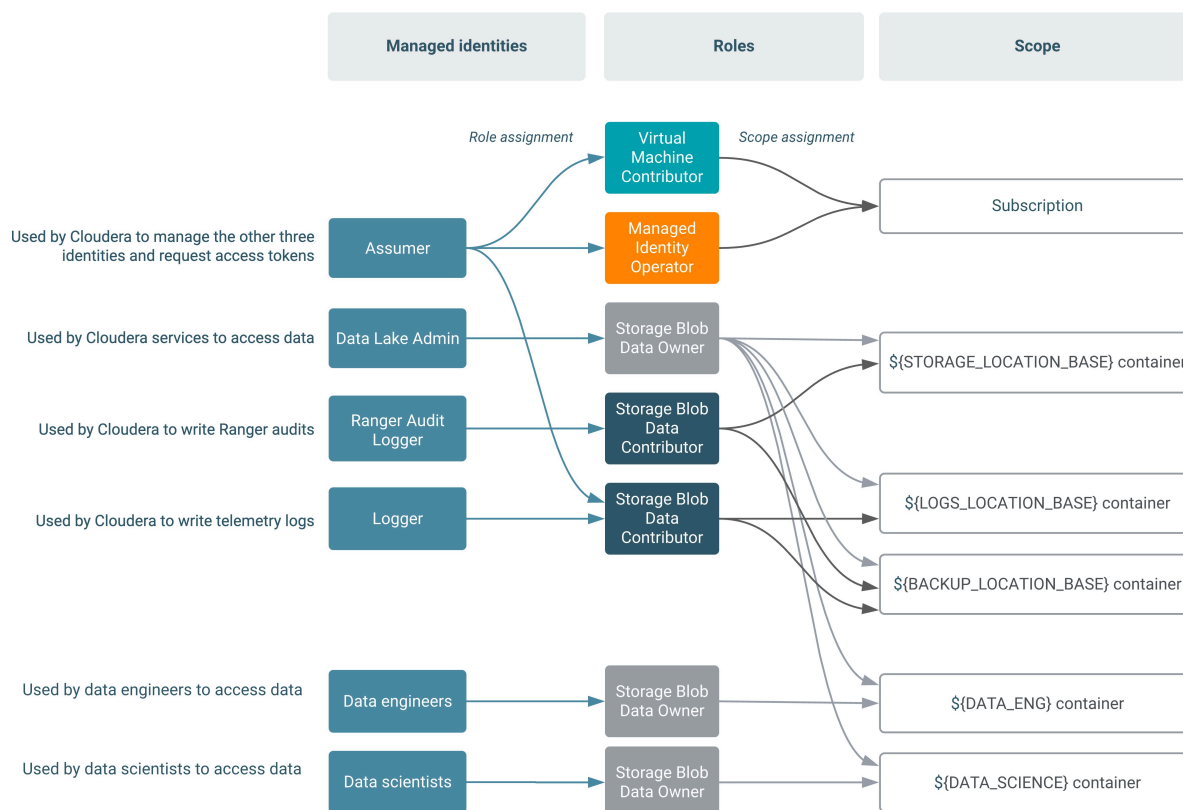 Managed identities
Roles
Scope
Role assignment
Scope assignment
Virtual
Machine
Contributor
Subscription
Used by Cloudera to manage the other three
identities and request access tokens
Assumer
Managed
Identity
Operator
Used by Cloudera services to access data
Data Lake Admin
Storage Blob
Data Owner
${STORAGE_LOCATION_BASE} container
Used by Cloudera to write Ranger audits
Ranger Audit
Logger
Storage Blob
Data
Contributor
${LOGS_LOCATION_BASE} container
Used by Cloudera to write telemetry logs
Logger
Storage Blob
Data
Contributor
${BACKUP_LOCATION_BASE} container
Used by data engineers to access data
Data engineers
Storage Blob
Data Owner
${DATA_ENG} container
Used by data scientists to access data
Data scientists
Storage Blob
Data Owner
${DATA_SCIENCE} container